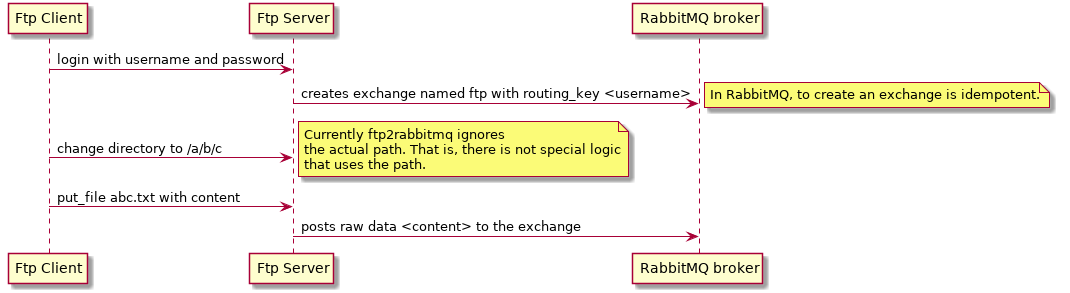 Ftp Client
Ftp Server
RabbitMQ broker
login with username and password
creates exchange named ftp with routing_key <username>
In RabbitMQ, to create an exchange is idempotent.
Currently ftp2rabbitmq ignores
the actual path. That is, there is not special logic
that uses the path.
change directory to /a/b/c
put_file abc.txt with content
posts raw data <content> to the exchange
Ftp Client
Ftp Server
RabbitMQ broker